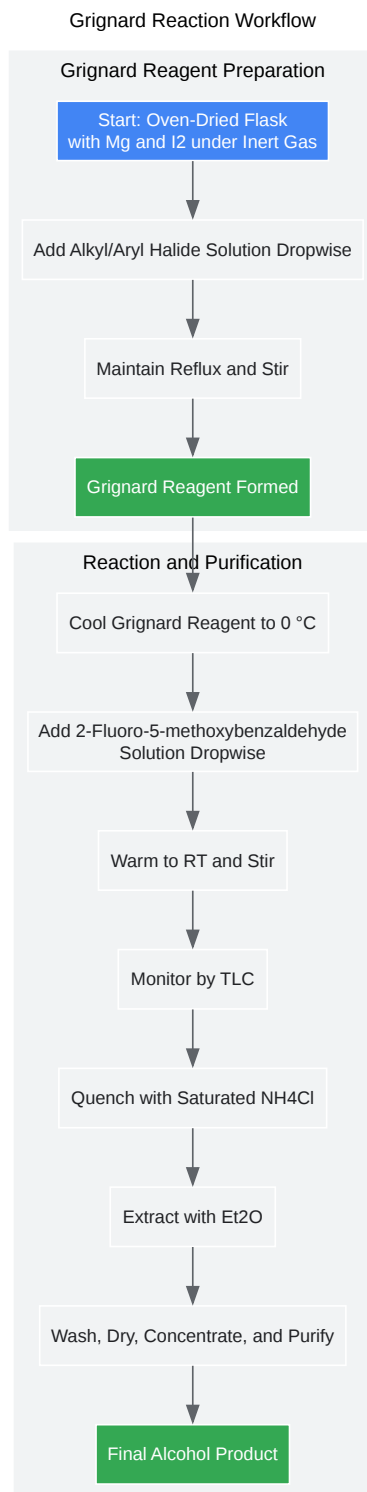 Grignard Reaction Workflow
Grignard Reagent Preparation
Start: Oven-Dried Flask
with Mg and I2 under Inert Gas
Add Alkyl/Aryl Halide Solution Dropwise
Maintain Reflux and Stir
Grignard Reagent Formed
Reaction and Purification
Cool Grignard Reagent to 0 °C
Add 2-Fluoro-5-methoxybenzaldehyde
Solution Dropwise
Warm to RT and Stir
Monitor by TLC
Quench with Saturated NH4Cl
Extract with Et2O
Wash, Dry, Concentrate, and Purify
Final Alcohol Product